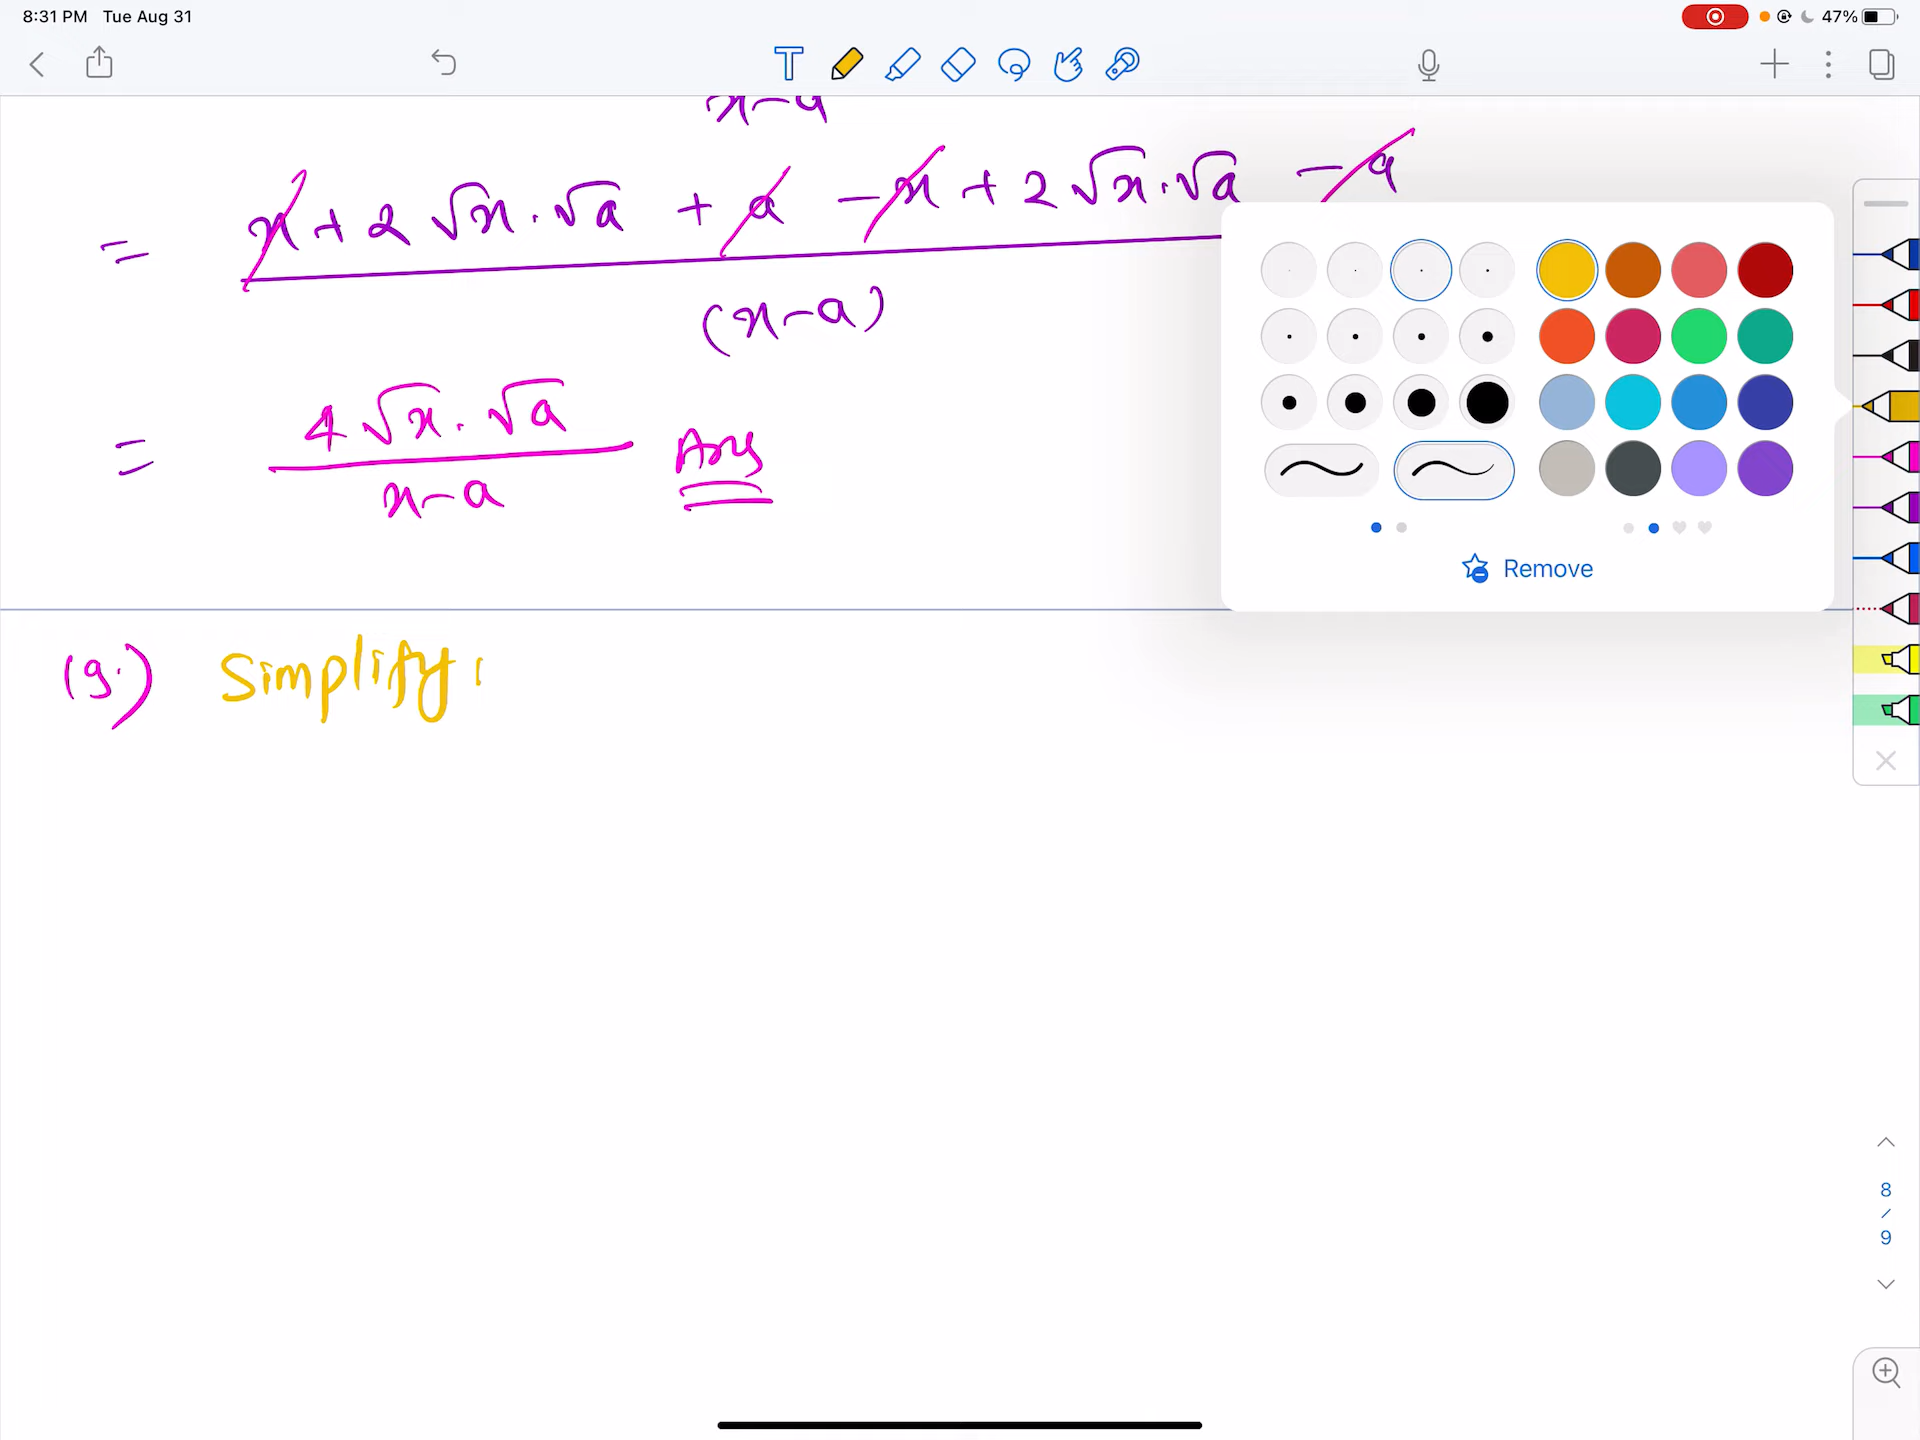 8:31 PM Tue Aug 31
47%
x-a
= x + 2 √x . √a + a - x + 2 √x . √a - a
(x-a)
= 4 √x . √a
x-a
Ans
Remove
(9.) Simplify
8
/
9